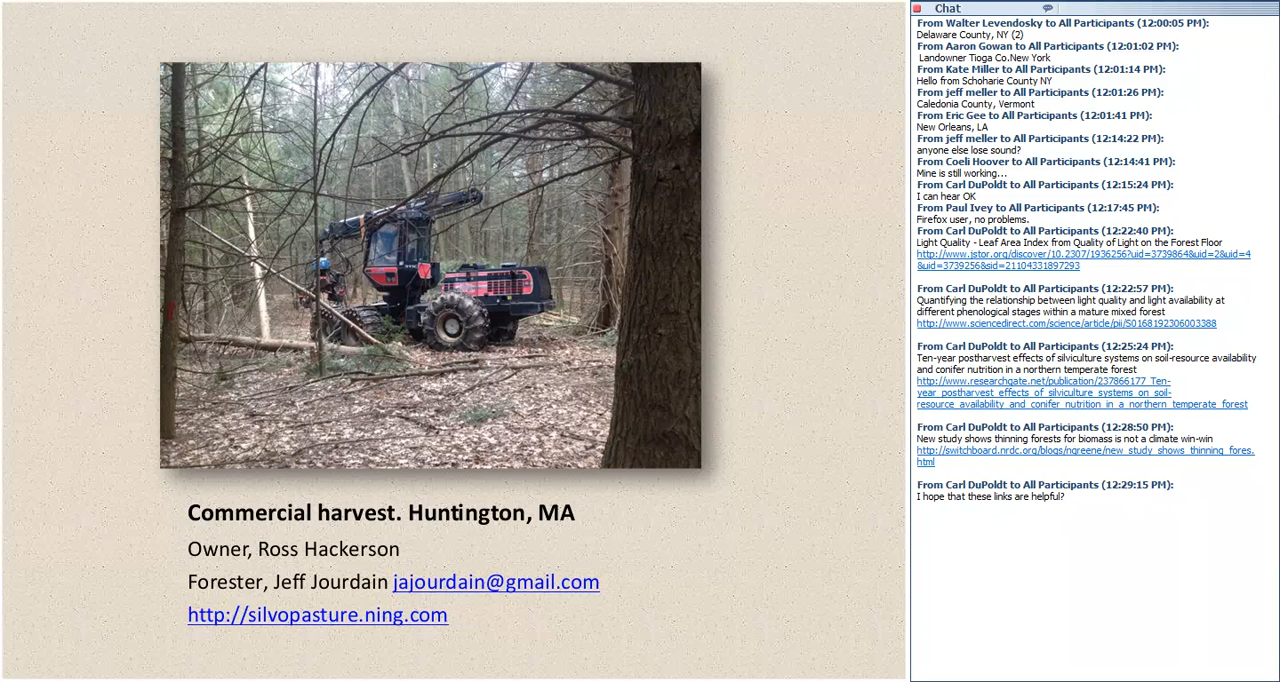 Commercial harvest. Huntington, MA
Owner, Ross Hackerson
Forester, Jeff Jourdain jajourdain@gmail.com
http://silvopasture.ning.com
Chat
From Walter Levendosky to All Participants (12:00:05 PM):
Delaware County, NY (2)
From Aaron Gowan to All Participants (12:01:02 PM):
Landowner Tioga Co.New York
From Kate Miller to All Participants (12:01:14 PM):
Hello from Schoharie County NY
From jeff meller to All Participants (12:01:26 PM):
Caledonia County, Vermont
From Eric Gee to All Participants (12:01:41 PM):
New Orleans, LA
From jeff meller to All Participants (12:14:22 PM):
anyone else lose sound?
From Coeli Hoover to All Participants (12:14:41 PM):
Mine is still working...
From Carl DuPoldt to All Participants (12:15:24 PM):
I can hear OK
From Paul Ivey to All Participants (12:17:45 PM):
Firefox user, no problems.
From Carl DuPoldt to All Participants (12:22:40 PM):
Light Quality - Leaf Area Index from Quality of Light on the Forest Floor
http://www.jstor.org/discover/10.2307/1936256?uid=3739864&uid=2&uid=4
&uid=3739256&sid=21104331897293
From Carl DuPoldt to All Participants (12:22:57 PM):
Quantifying the relationship between light quality and light availability at
different phenological stages within a mature mixed forest
http://www.sciencedirect.com/science/article/pii/S0168192306003388
From Carl DuPoldt to All Participants (12:25:24 PM):
Ten-year postharvest effects of silviculture systems on soil-resource availability
and conifer nutrition in a northern temperate forest
http://www.researchgate.net/publication/237866177_Ten-
year_postharvest_effects_of_silviculture_systems_on_soil-
resource_availability_and_conifer_nutrition_in_a_northern_temperate_forest
From Carl DuPoldt to All Participants (12:28:50 PM):
New study shows thinning forests for biomass is not a climate win-win
http://switchboard.nrdc.org/blogs/ngreene/new_study_shows_thinning_fores.
html
From Carl DuPoldt to All Participants (12:29:15 PM):
I hope that these links are helpful?